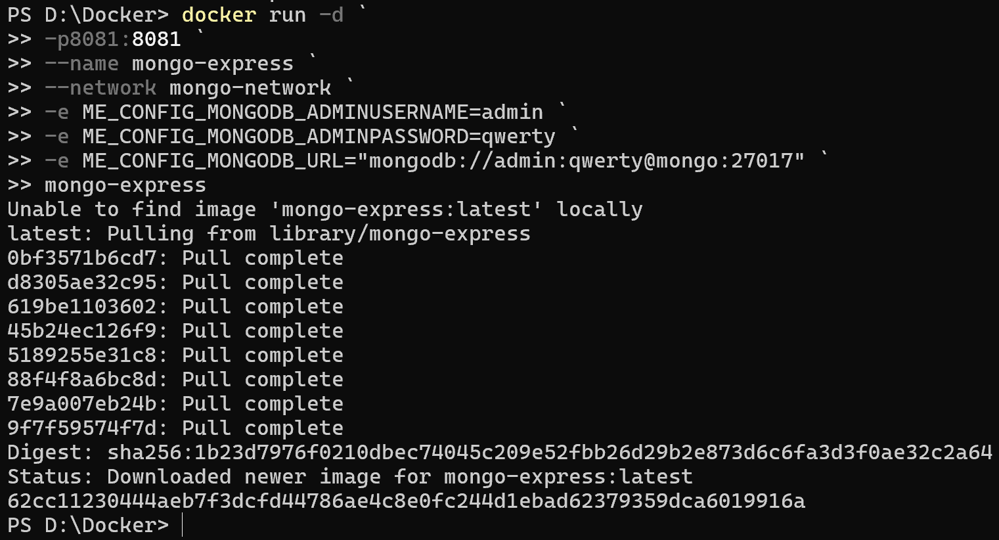 PS D:\Docker> docker run -d `
>> -p8081:8081 `
>> --name mongo-express `
>> --network mongo-network `
>> -e ME_CONFIG_MONGODB_ADMINUSERNAME=admin `
>> -e ME_CONFIG_MONGODB_ADMINPASSWORD=qwerty `
>> -e ME_CONFIG_MONGODB_URL="mongodb://admin:qwerty@mongo:27017" `
>> mongo-express
Unable to find image 'mongo-express:latest' locally
latest: Pulling from library/mongo-express
0bf3571b6cd7: Pull complete
d8305ae32c95: Pull complete
619be1103602: Pull complete
45b24ec126f9: Pull complete
5189255e31c8: Pull complete
88f4f8a6bc8d: Pull complete
7e9a007eb24b: Pull complete
9f7f59574f7d: Pull complete
Digest: sha256:1b23d7976f0210dbec74045c209e52fbb26d29b2e873d6c6fa3d3f0ae32c2a64
Status: Downloaded newer image for mongo-express:latest
62cc11230444aeb7f3dcfd44786ae4c8e0fc244d1ebad62379359dca6019916a
PS D:\Docker>